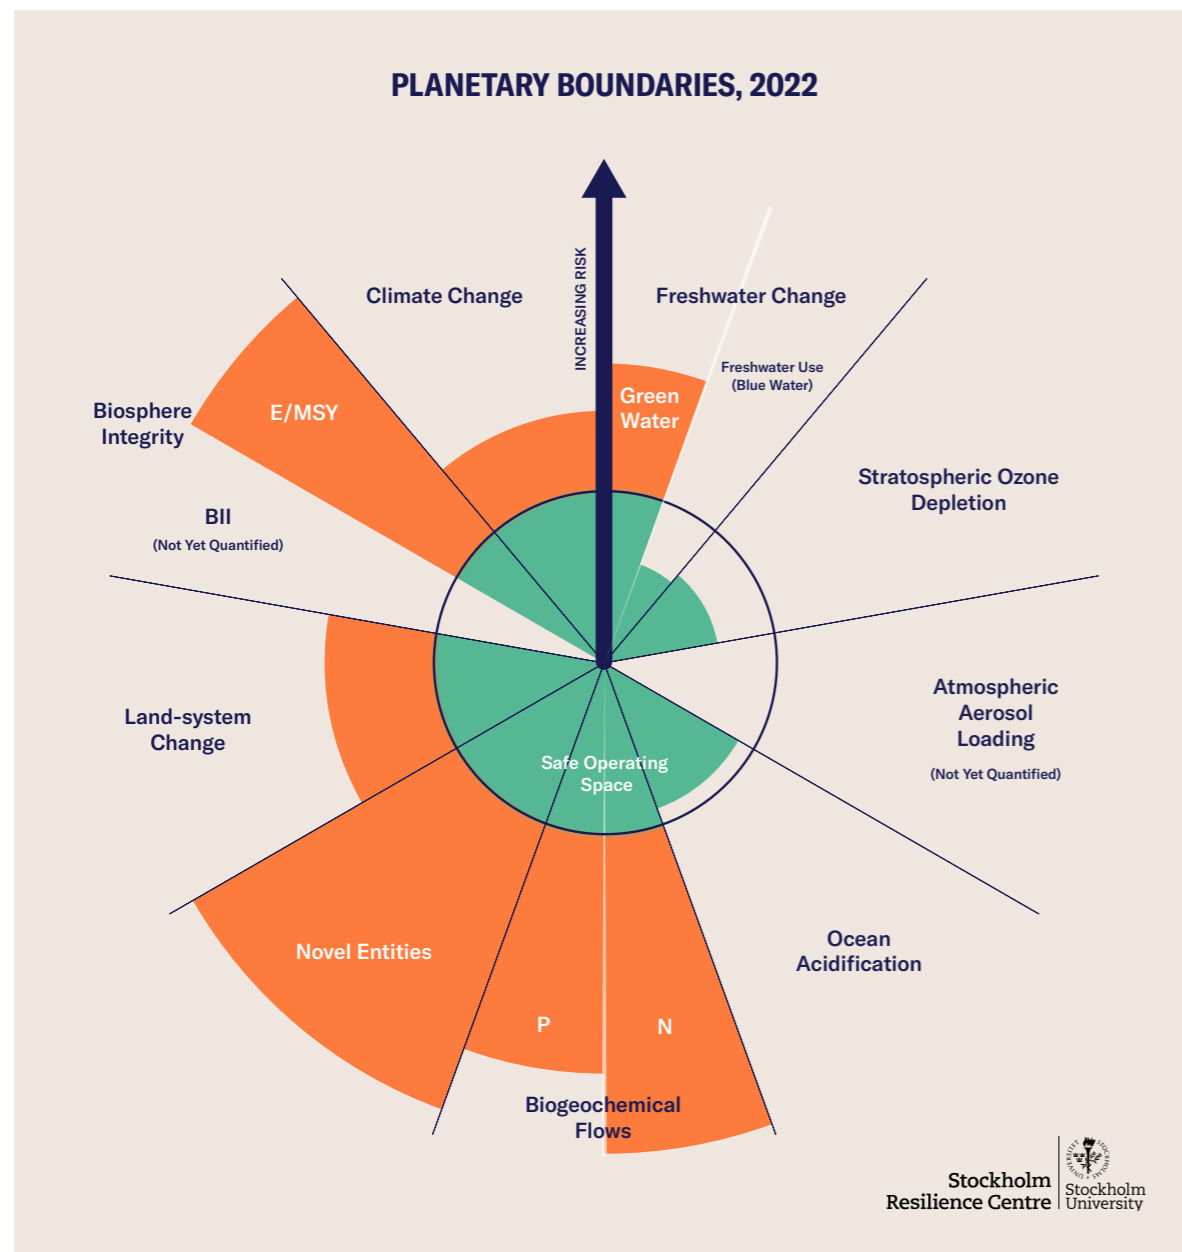 PLANETARY BOUNDARIES, 2022
INCREASING RISK
Climate Change
Freshwater Change
Freshwater Use
(Blue Water)
Green
Water
E/MSY
Biosphere
Integrity
BII
(Not Yet Quantified)
Stratospheric Ozone
Depletion
Land-system
Change
Atmospheric
Aerosol
Loading
(Not Yet Quantified)
Safe Operating
Space
Novel Entities
Ocean
Acidification
P
N
Biogeochemical
Flows
Stockholm
Resilience Centre
Stockholm
University